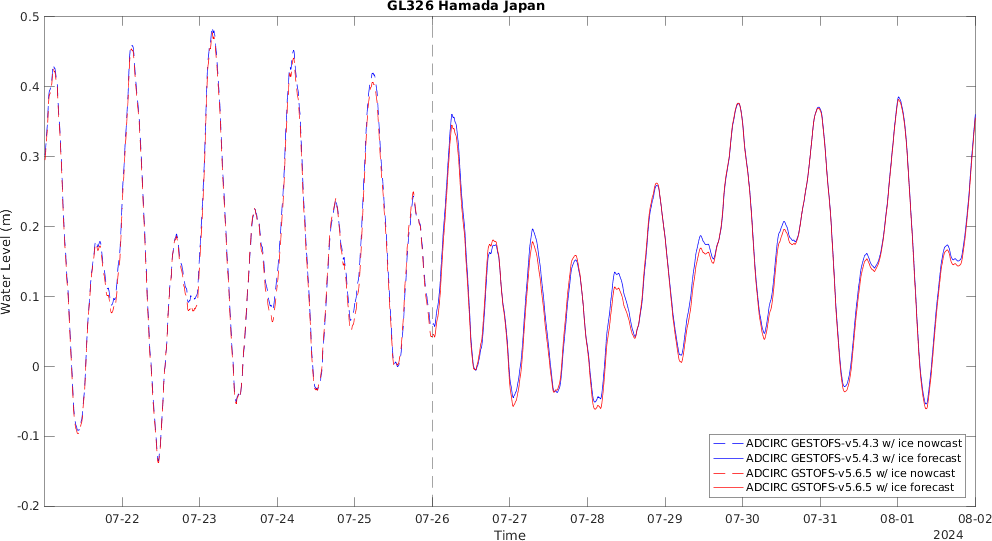 GL326 Hamada Japan
0.5
0.4
0.3
0.2
0.1
0
-0.1
-0.2
Water Level (m)
ADCIRC GESTOFS-v5.4.3 w/ ice nowcast
ADCIRC GESTOFS-v5.4.3 w/ ice forecast
ADCIRC GSTOFS-v5.6.5 w/ ice nowcast
ADCIRC GSTOFS-v5.6.5 w/ ice forecast
07-22 07-23 07-24 07-25 07-26 07-27 07-28 07-29 07-30 07-31 08-01 08-02
Time
2024